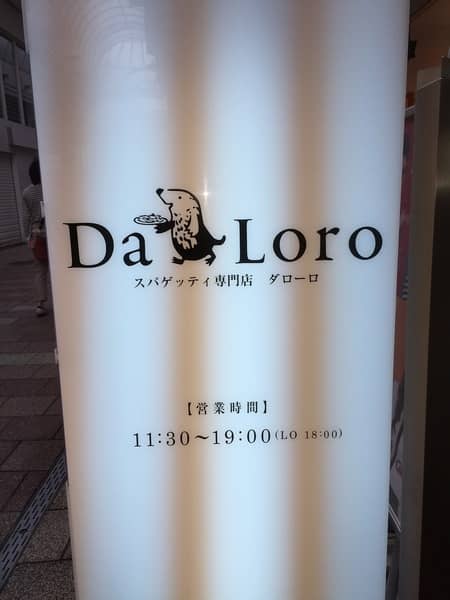 Da Loro
スパゲッティ専門店　ダローロ
【営業時間】
11:30〜19:00(LO 18:00)